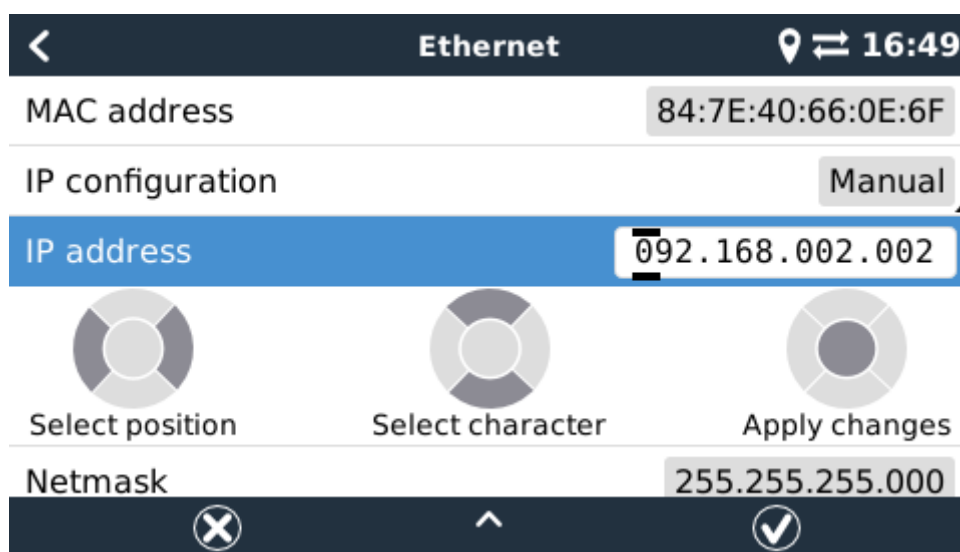 Ethernet 16:49
MAC address 84:7E:40:66:0E:6F
IP configuration Manual
IP address 092.168.002.002
Select position Select character Apply changes
Netmask 255.255.255.000